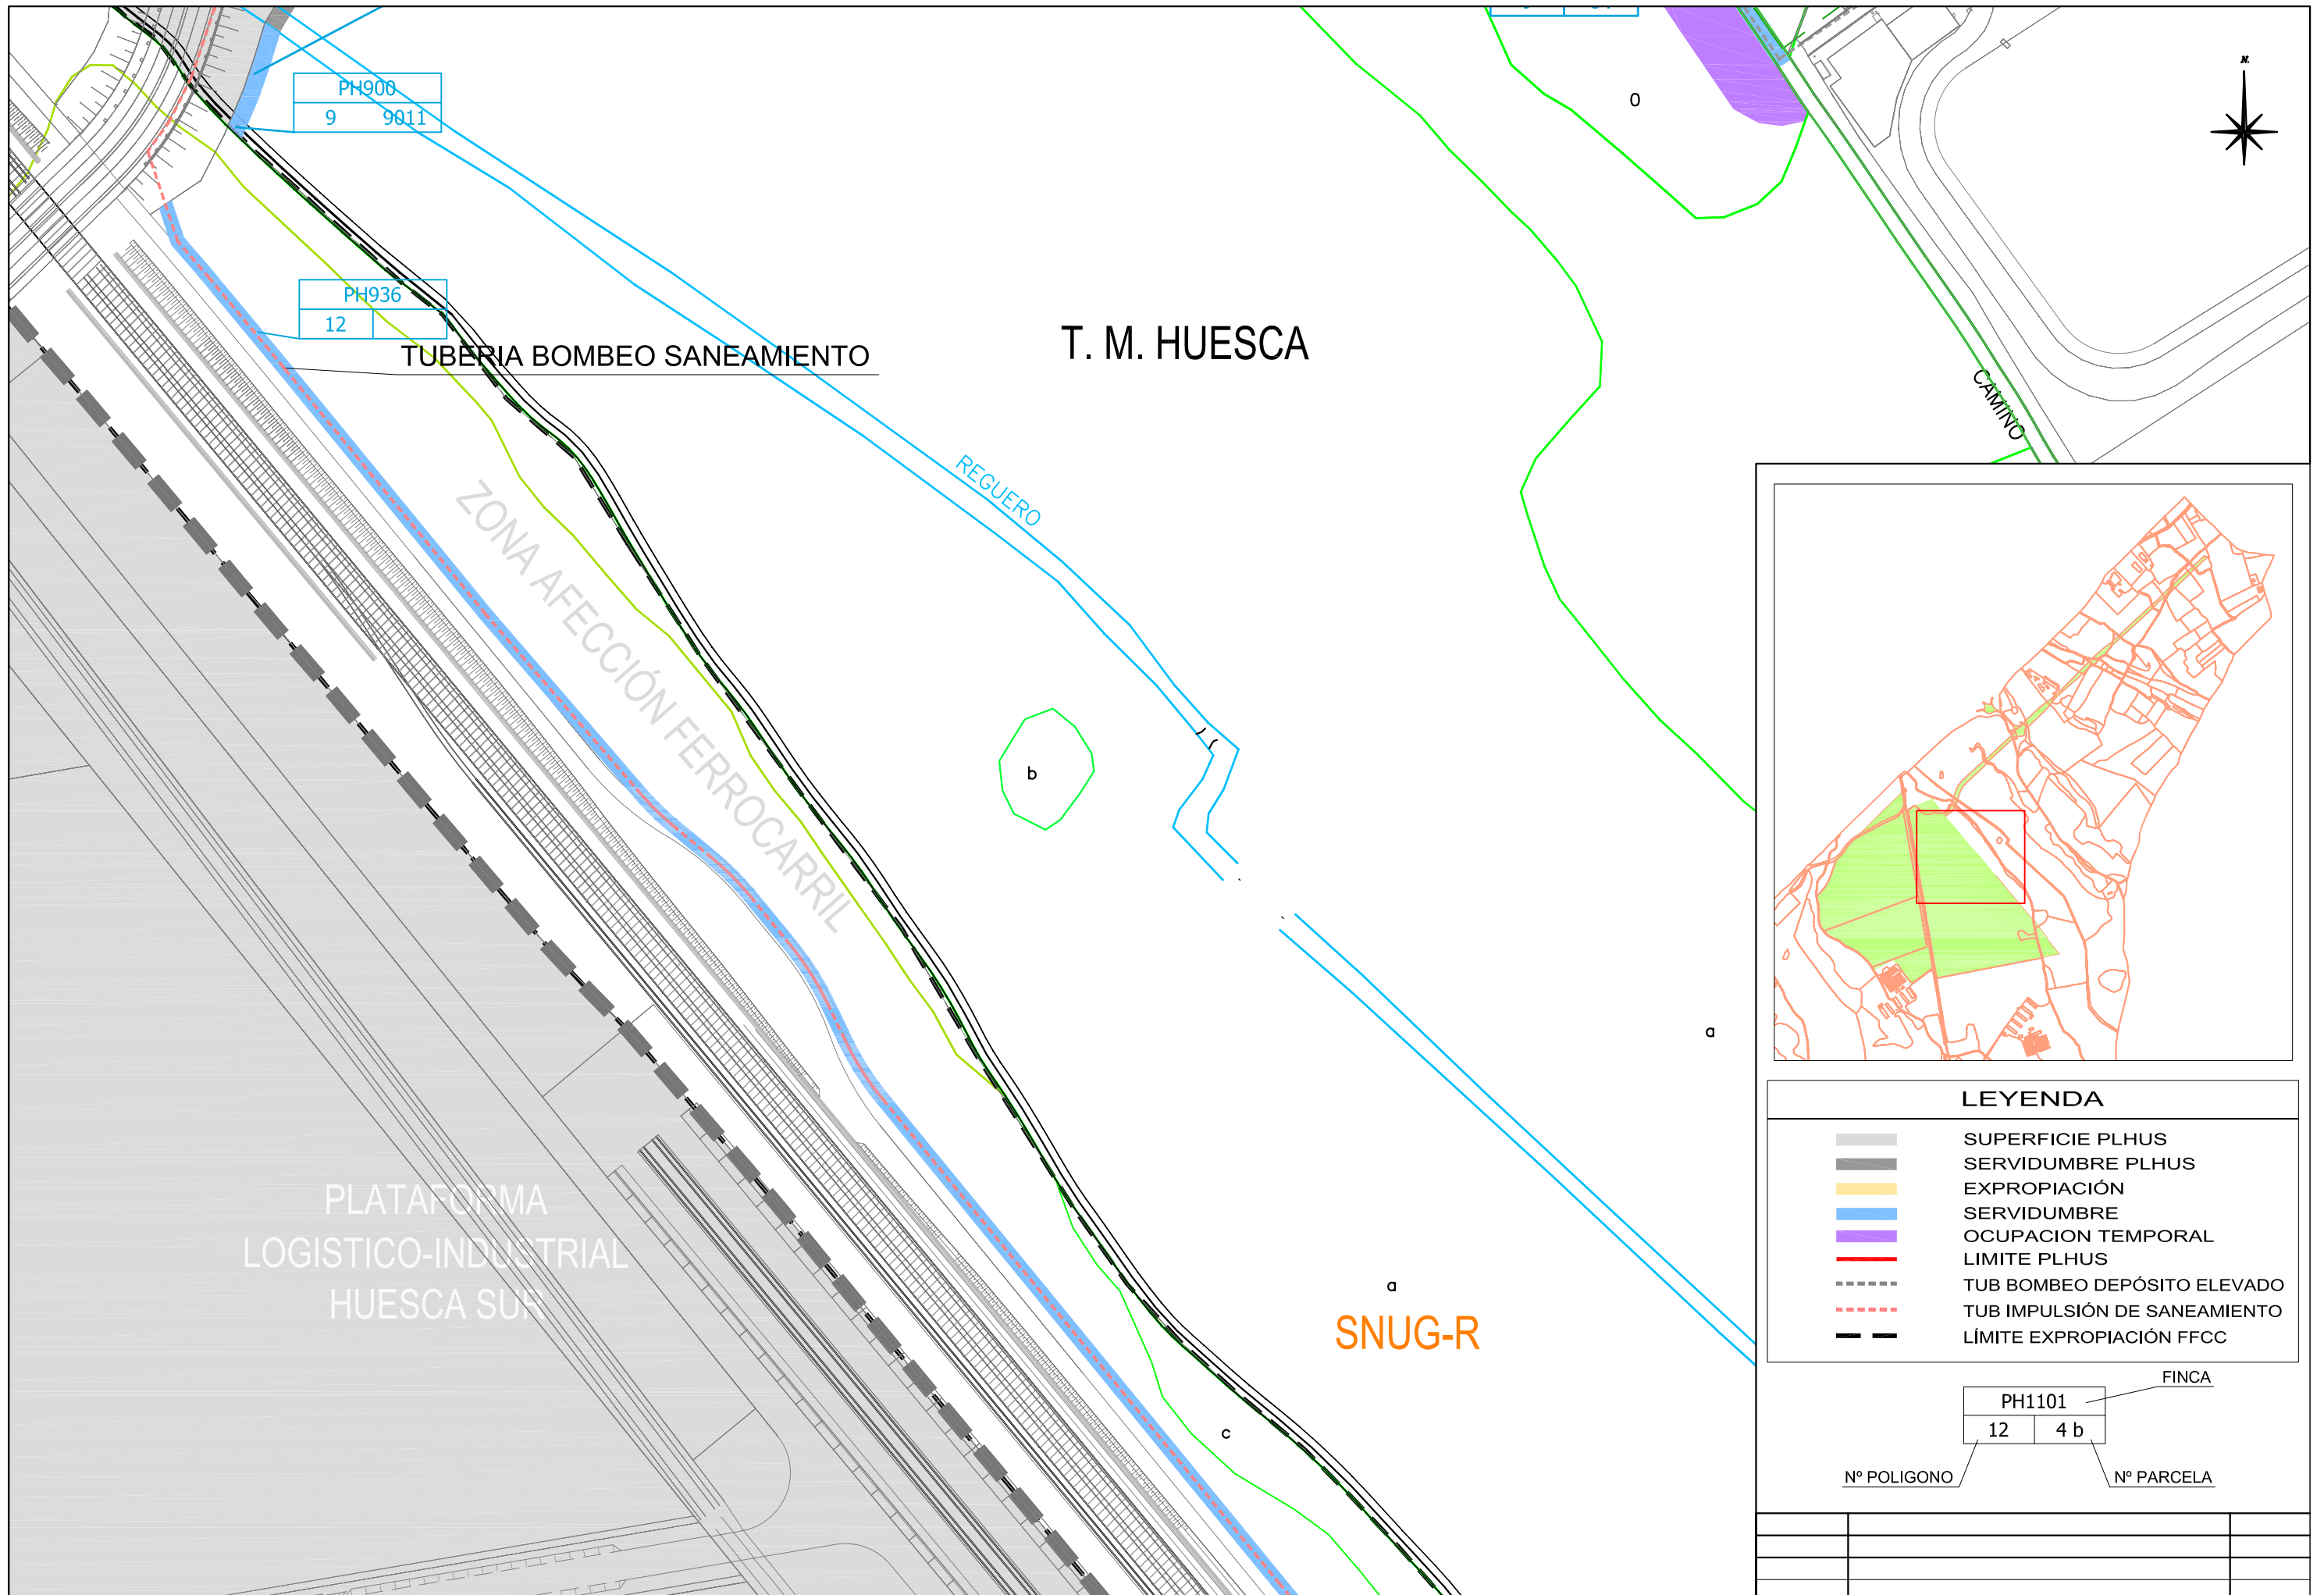 PH900
9 9011
PH936
12
TUBERIA BOMBEO SANEAMIENTO
T. M. HUESCA
O
N.
CAMINO
REGUERO
ZONA AFECCIÓN FERROCARRIL
b
a
a
SNUG-R
c
PLATAFORMA
LOGISTICO-INDUSTRIAL
HUESCA SUR
LEYENDA
SUPERFICIE PLHUS
SERVIDUMBRE PLHUS
EXPROPIACIÓN
SERVIDUMBRE
OCUPACION TEMPORAL
LIMITE PLHUS
TUB BOMBEO DEPÓSITO ELEVADO
TUB IMPULSIÓN DE SANEAMIENTO
LÍMITE EXPROPIACIÓN FFCC
FINCA
PH1101
12 4 b
Nº POLIGONO
Nº PARCELA